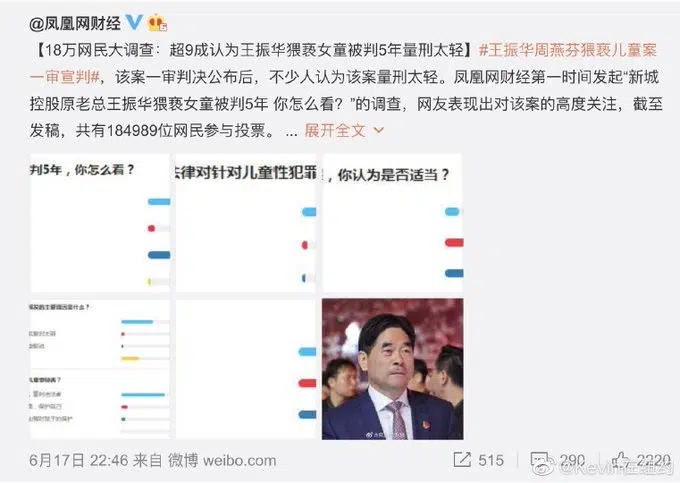 @凤凰网财经
【18万网民大调查：超9成认为王振华猥亵女童被判5年量刑太轻】#王振华周燕芬猥亵儿童案
一审宣判#，该案一审判决公布后，不少人认为该案量刑太轻。凤凰网财经第一时间发起“新城
控股原老总王振华猥亵女童被判5年 你怎么看？”的调查，网友表现出对该案的高度关注，截至
发稿，共有184989位网民参与投票。 ... 展开全文
判5年，你怎么看？
法律对针对儿童性犯罪
，你认为是否适当？
6月17日 22:46 来自 微博 weibo.com
515
290
2220
@Kevin在纽约